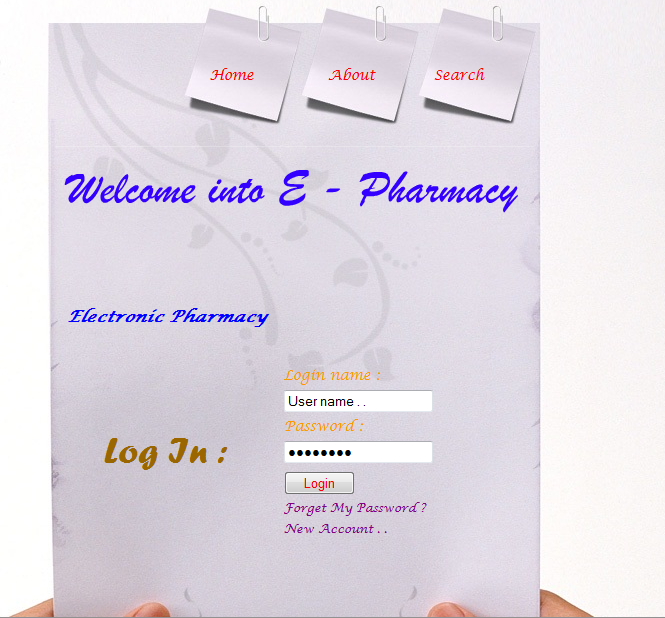 Home
About
Search
Welcome into E - Pharmacy
Electronic Pharmacy
Login name :
User name . .
Password :
••••••••
Log In :
Login
Forget My Password ?
New Account . .